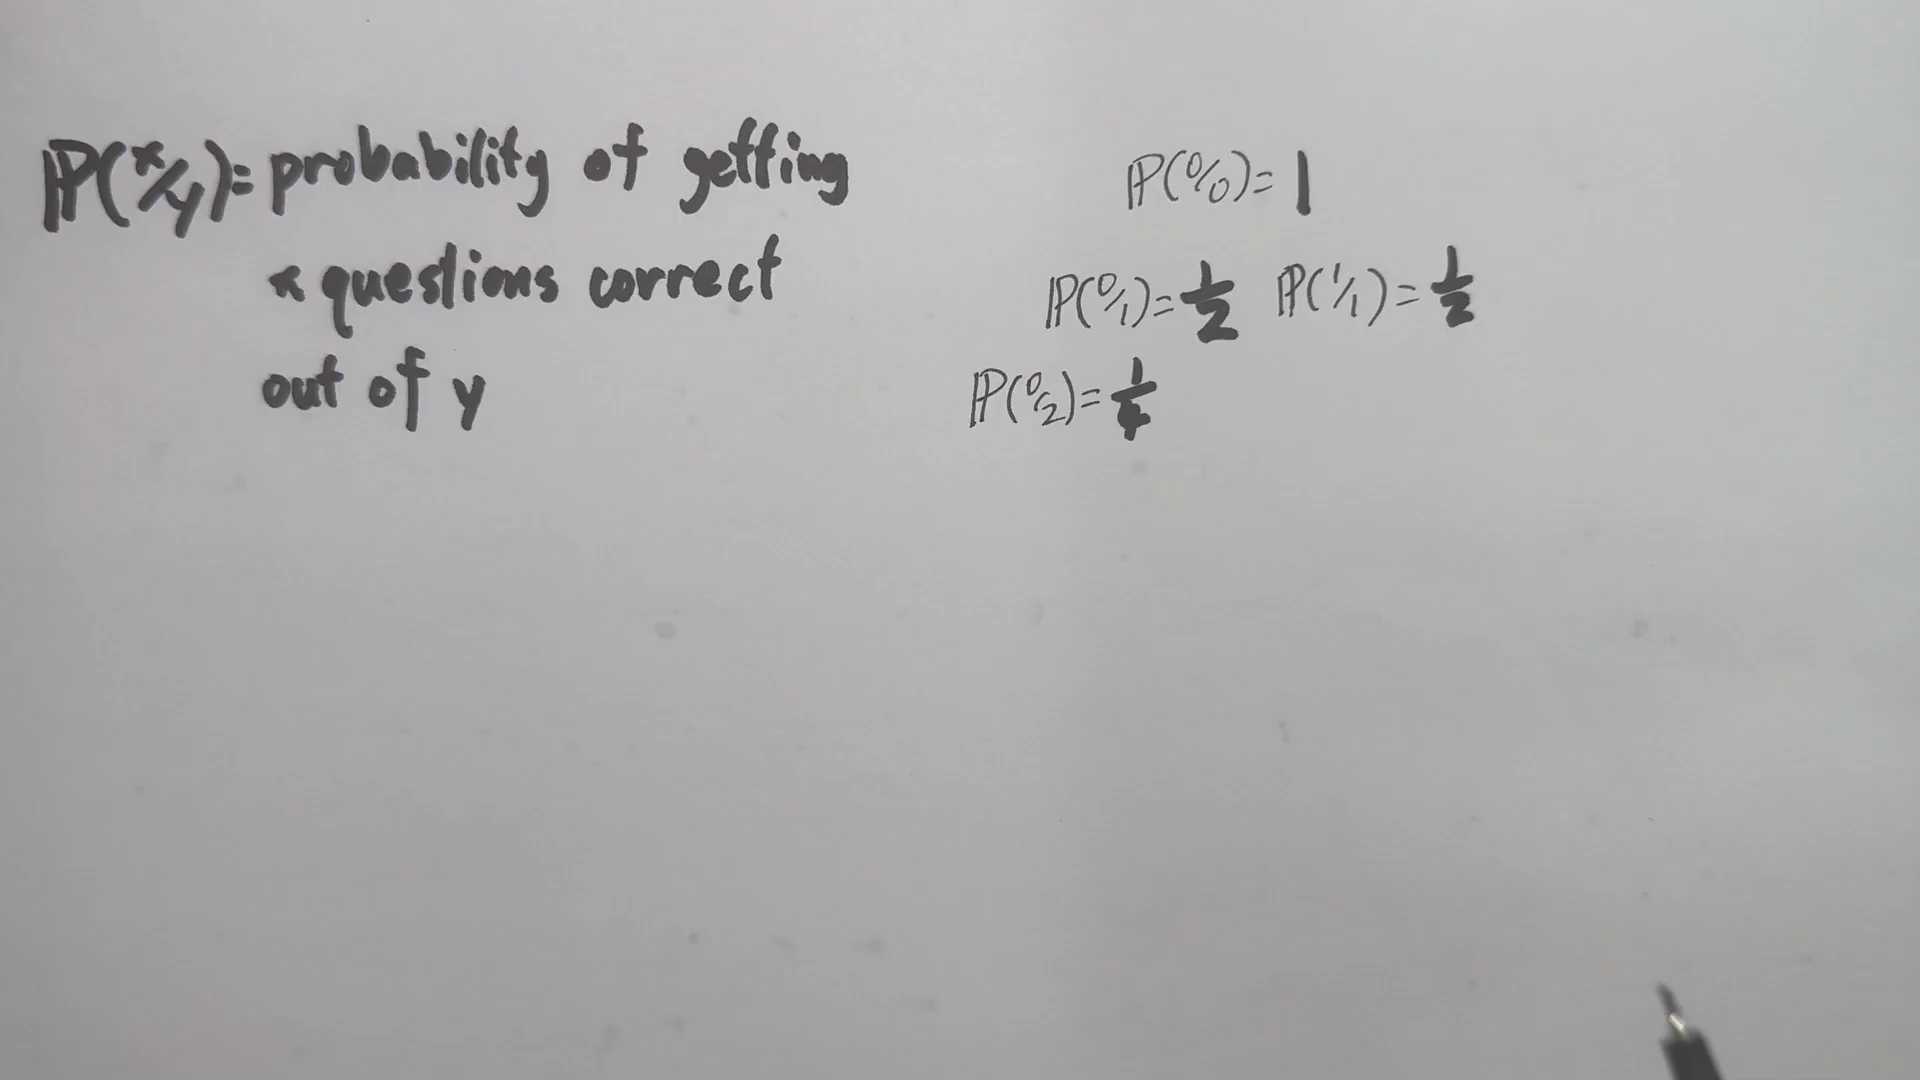 ℙ(x/y)= probability of getting
x questions correct
out of y
ℙ(0/0)= 1
ℙ(0/1)= 1/2 ℙ(1/1)= 1/2
ℙ(0/2)= 1/4